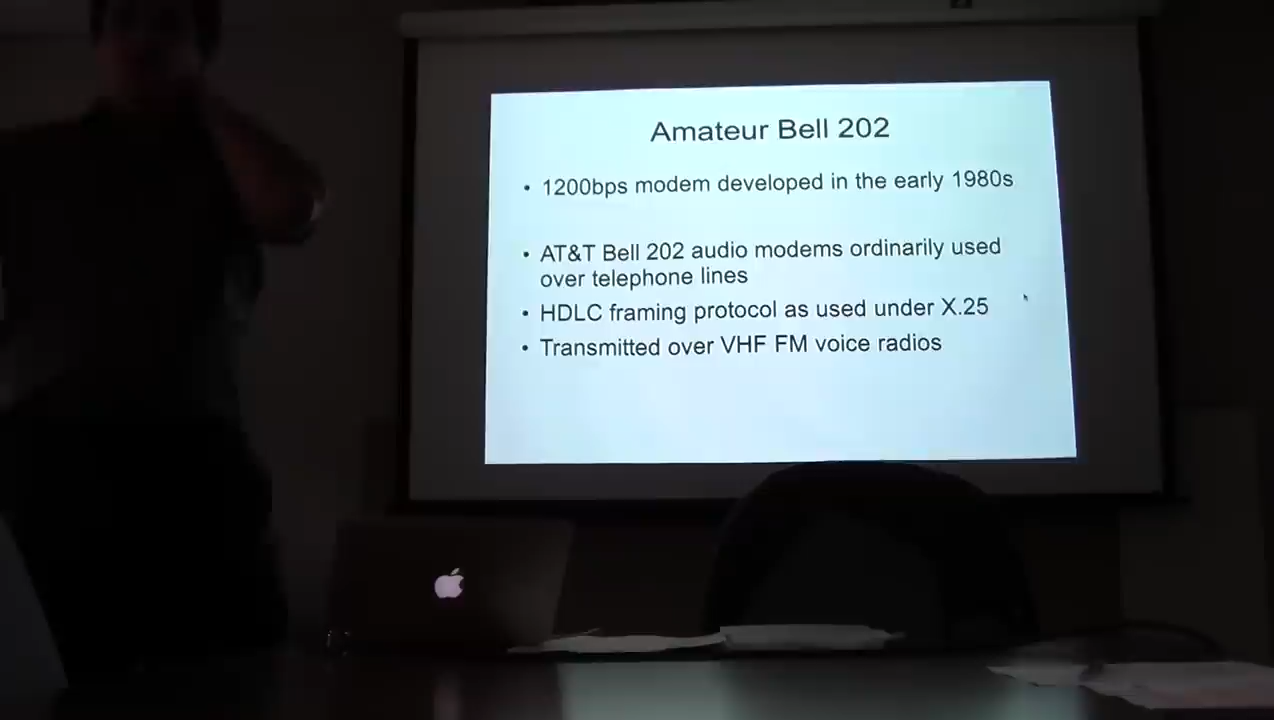 Amateur Bell 202
• 1200bps modem developed in the early 1980s
• AT&T Bell 202 audio modems ordinarily used
over telephone lines
• HDLC framing protocol as used under X.25
• Transmitted over VHF FM voice radios